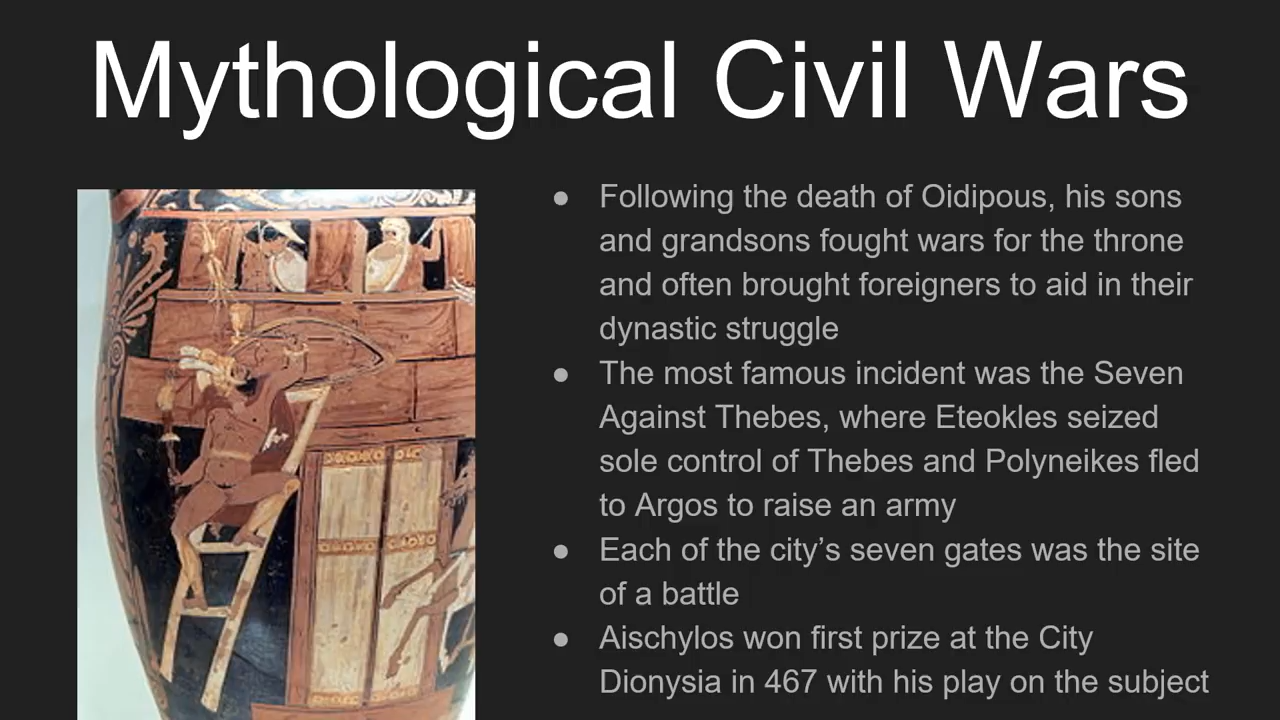 Mythological Civil Wars
● Following the death of Oidipous, his sons
and grandsons fought wars for the throne
and often brought foreigners to aid in their
dynastic struggle
● The most famous incident was the Seven
Against Thebes, where Eteokles seized
sole control of Thebes and Polyneikes fled
to Argos to raise an army
● Each of the city’s seven gates was the site
of a battle
● Aischylos won first prize at the City
Dionysia in 467 with his play on the subject